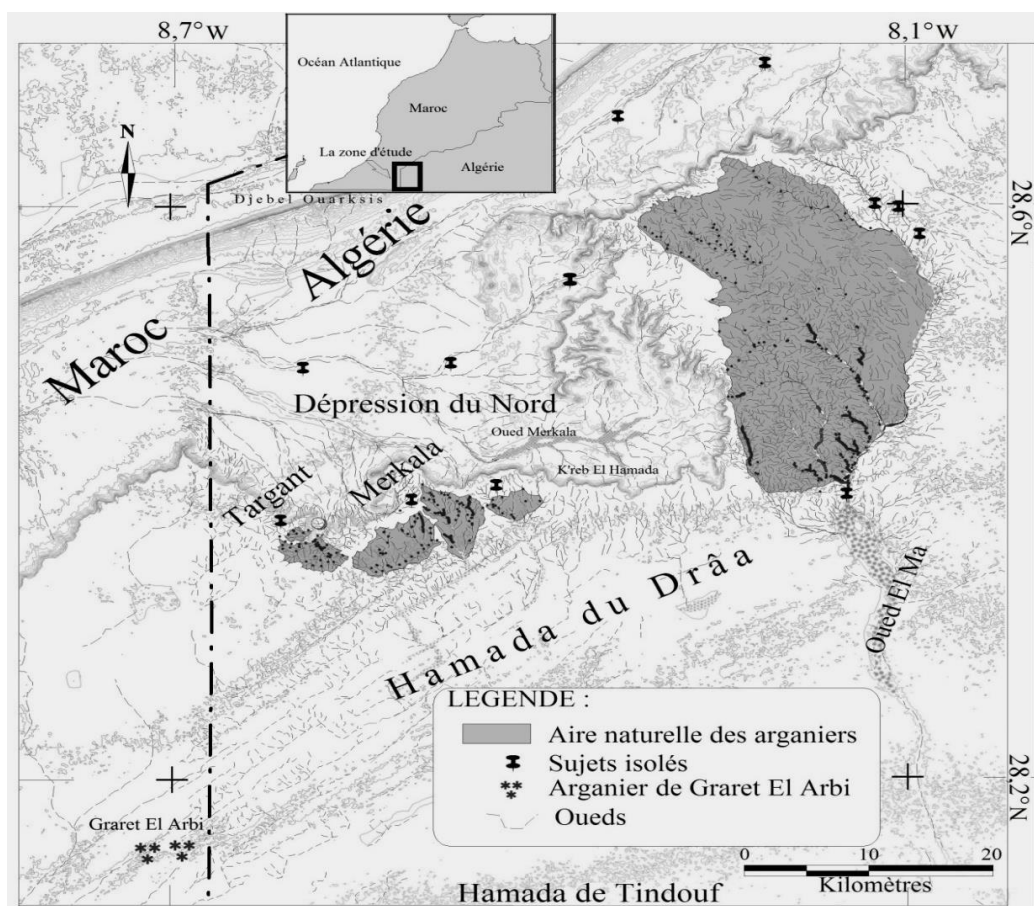 8,7°w
8,1°w
Océan Atlantique
Maroc
La zone d'étude
Algérie
N
Djebel Ouarksis
28,6°N
Algérie
Maroc
Dépression du Nord
Oued Merkala
K'reb El Hamada
Targant
Merkala
Hamada du Drâa
Oued El Ma
LEGENDE :
Aire naturelle des arganiers
Sujets isolés
Arganier de Graret El Arbi
Oueds
28,2°N
Graret El Arbi
0 10 20
Kilomètres
Hamada de Tindouf